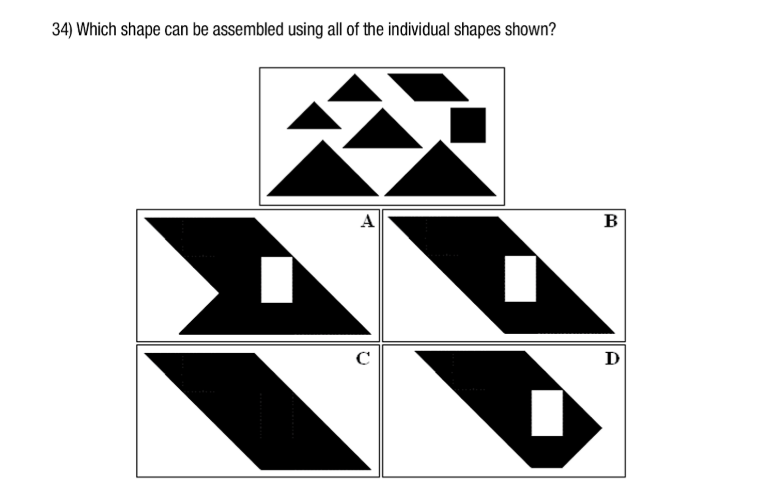 34) Which shape can be assembled using all of the individual shapes shown?
A
B
C
D